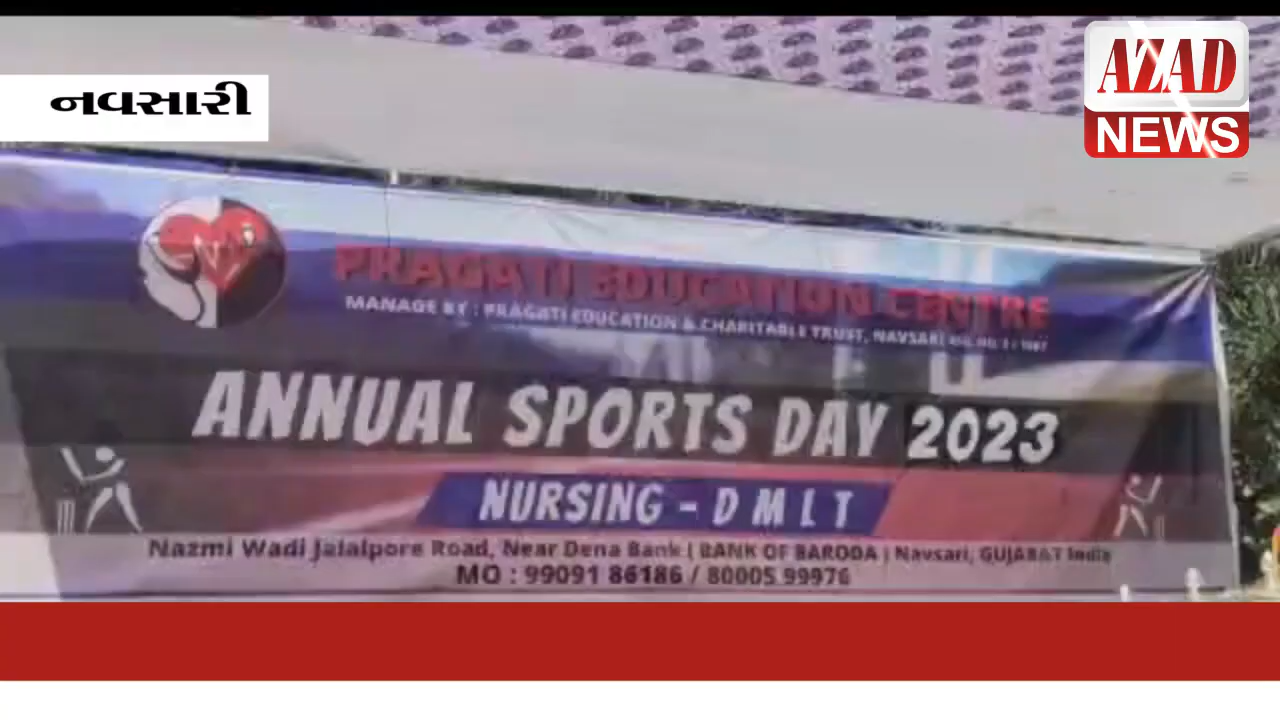 નવસારી
AZAD
NEWS
PRAGATI EDUCATION CENTRE
MANAGE BY : PRAGATI EDUCATION & CHARITABLE TRUST, NAVSARI
ANNUAL SPORTS DAY 2023
NURSING - D M L T
Nazmi Wadi Jalalpore Road, Near Dena Bank ( BANK OF BARODA ) Navsari, GUJARAT India
MO : 99091 86186 / 80005 99976